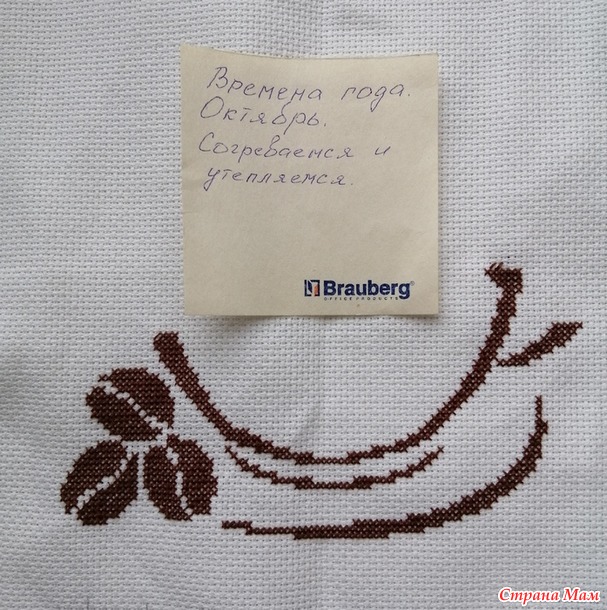 Времена года.
Октябрь.
Согреваемся и
утепляемся.
Brauberg®
OFFICE PRODUCTS
Страна Мам